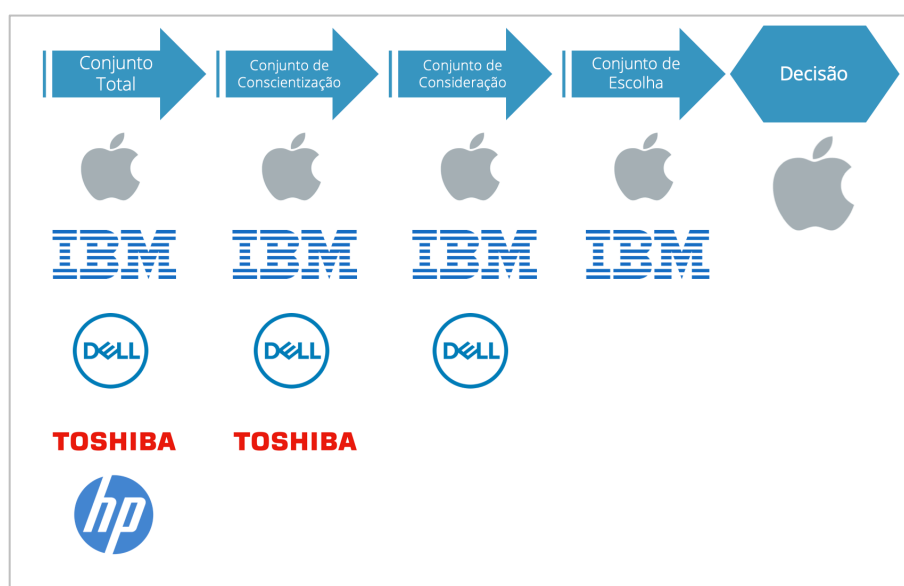 Conjunto
Total
Conjunto de
Conscientização
Conjunto de
Consideração
Conjunto de
Escolha
Decisão
IBM IBM IBM IBM
DELL DELL DELL
TOSHIBA TOSHIBA
hp